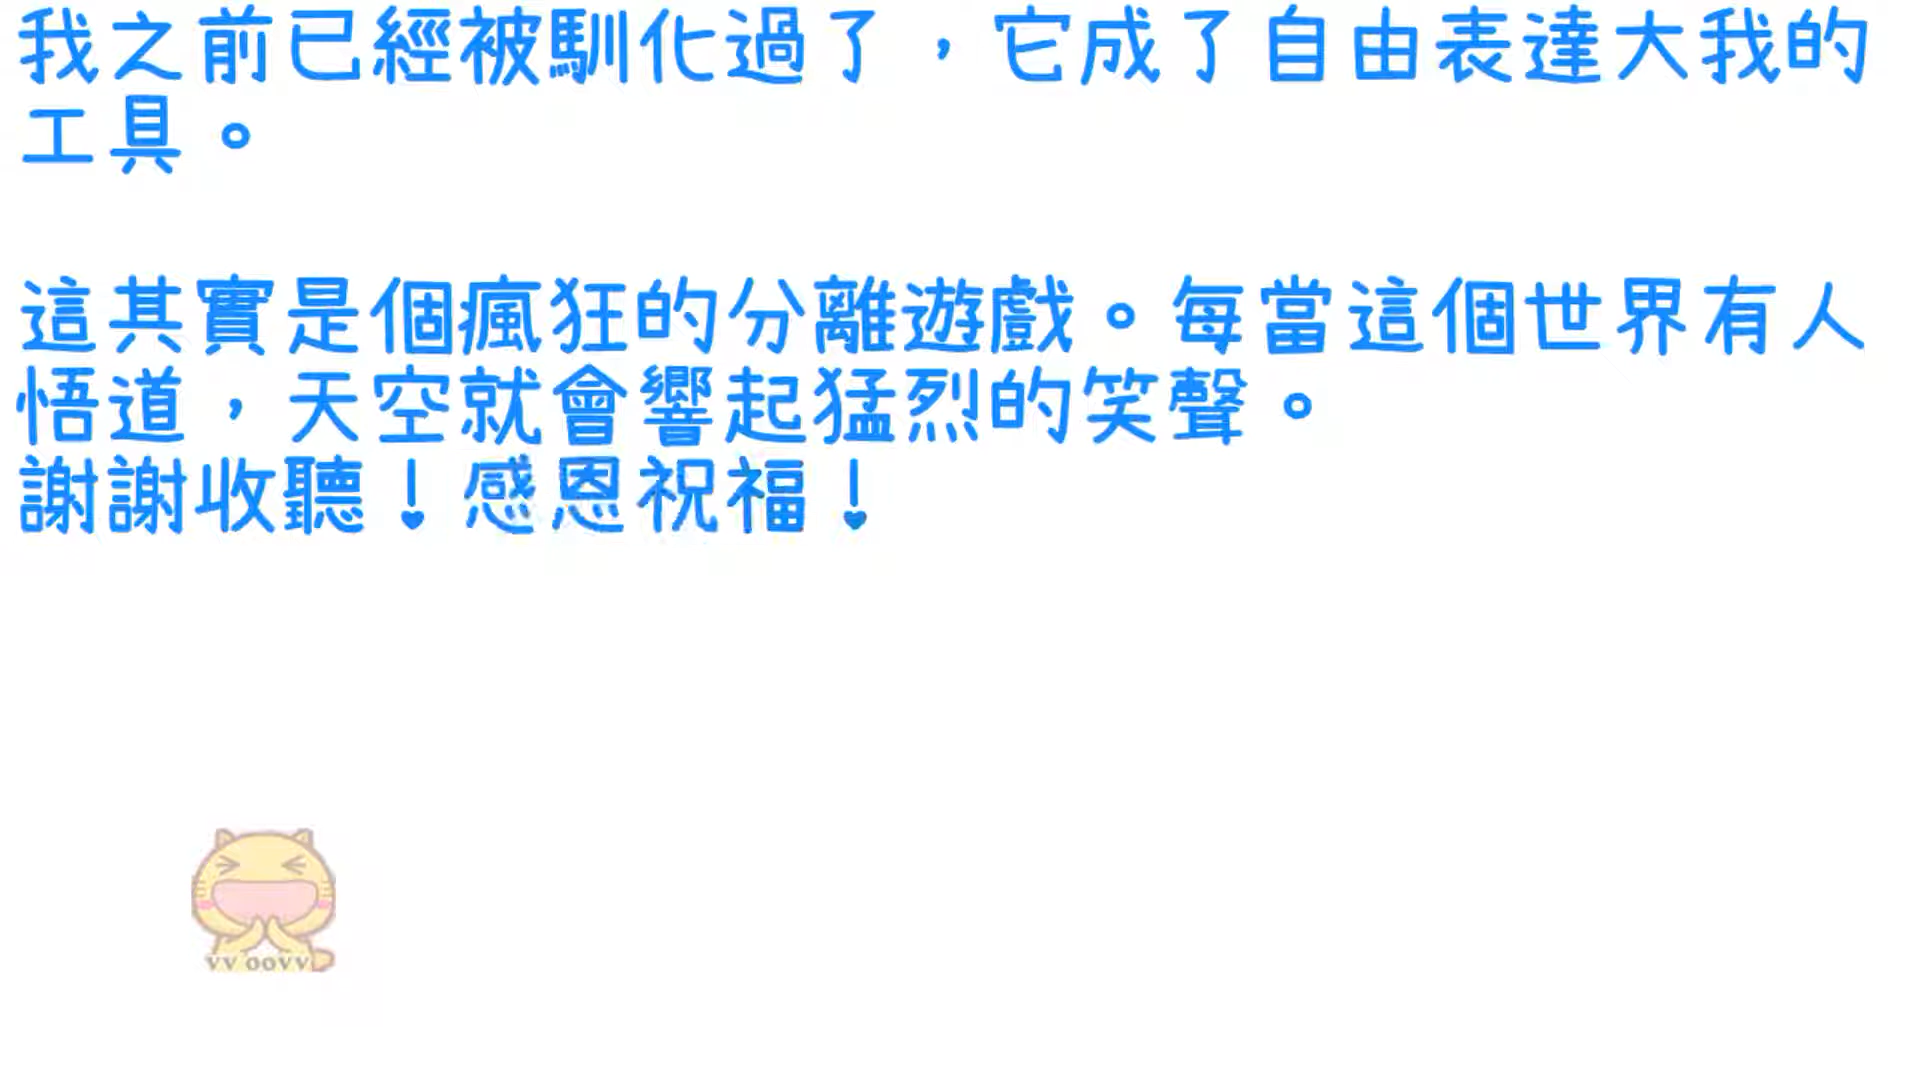 我之前已經被馴化過了，它成了自由表達大我的
工具。
這其實是個瘋狂的分離遊戲。每當這個世界有人
悟道，天空就會響起猛烈的笑聲。
謝謝收聽！感恩祝福！
vv oovv